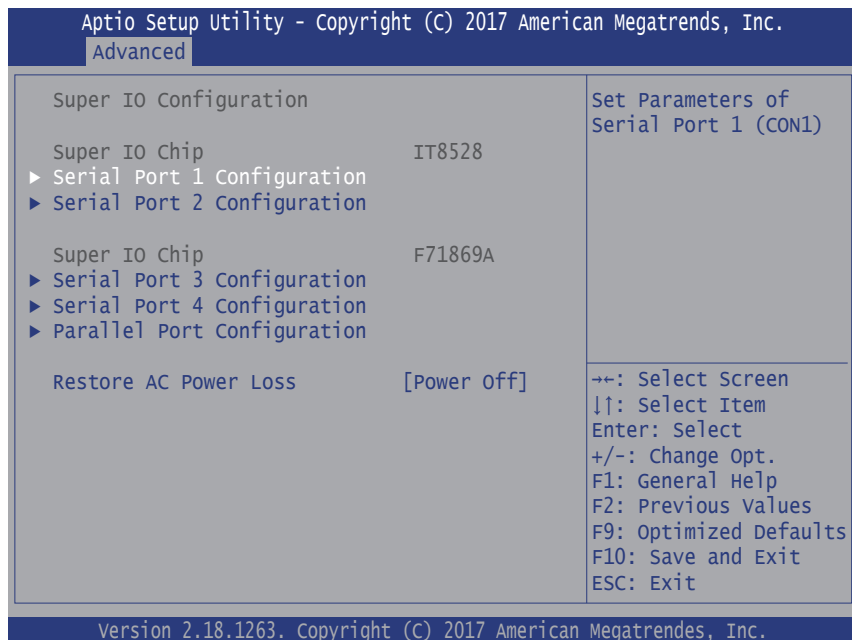 Aptio Setup Utility - Copyright (C) 2017 American Megatrends, Inc.
Advanced
Super IO Configuration
Super IO Chip IT8528
▶ Serial Port 1 Configuration
▶ Serial Port 2 Configuration
Super IO Chip F71869A
▶ Serial Port 3 Configuration
▶ Serial Port 4 Configuration
▶ Parallel Port Configuration
Restore AC Power Loss [Power Off]
Set Parameters of
Serial Port 1 (CON1)
→←: Select Screen
↓↑: Select Item
Enter: Select
+/-: Change Opt.
F1: General Help
F2: Previous Values
F9: Optimized Defaults
F10: Save and Exit
ESC: Exit
Version 2.18.1263. Copyright (C) 2017 American Megatrendes, Inc.